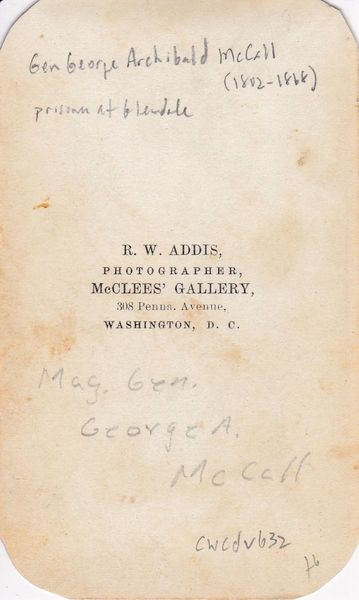 Gen George Archibald McCall
(1802-1868)
prisoner at Glendale
R. W. ADDIS,
PHOTOGRAPHER,
McCLEES' GALLERY,
308 Penna. Avenue,
WASHINGTON, D. C.
Mag. Gen.
George A.
McCall
cwcdv632